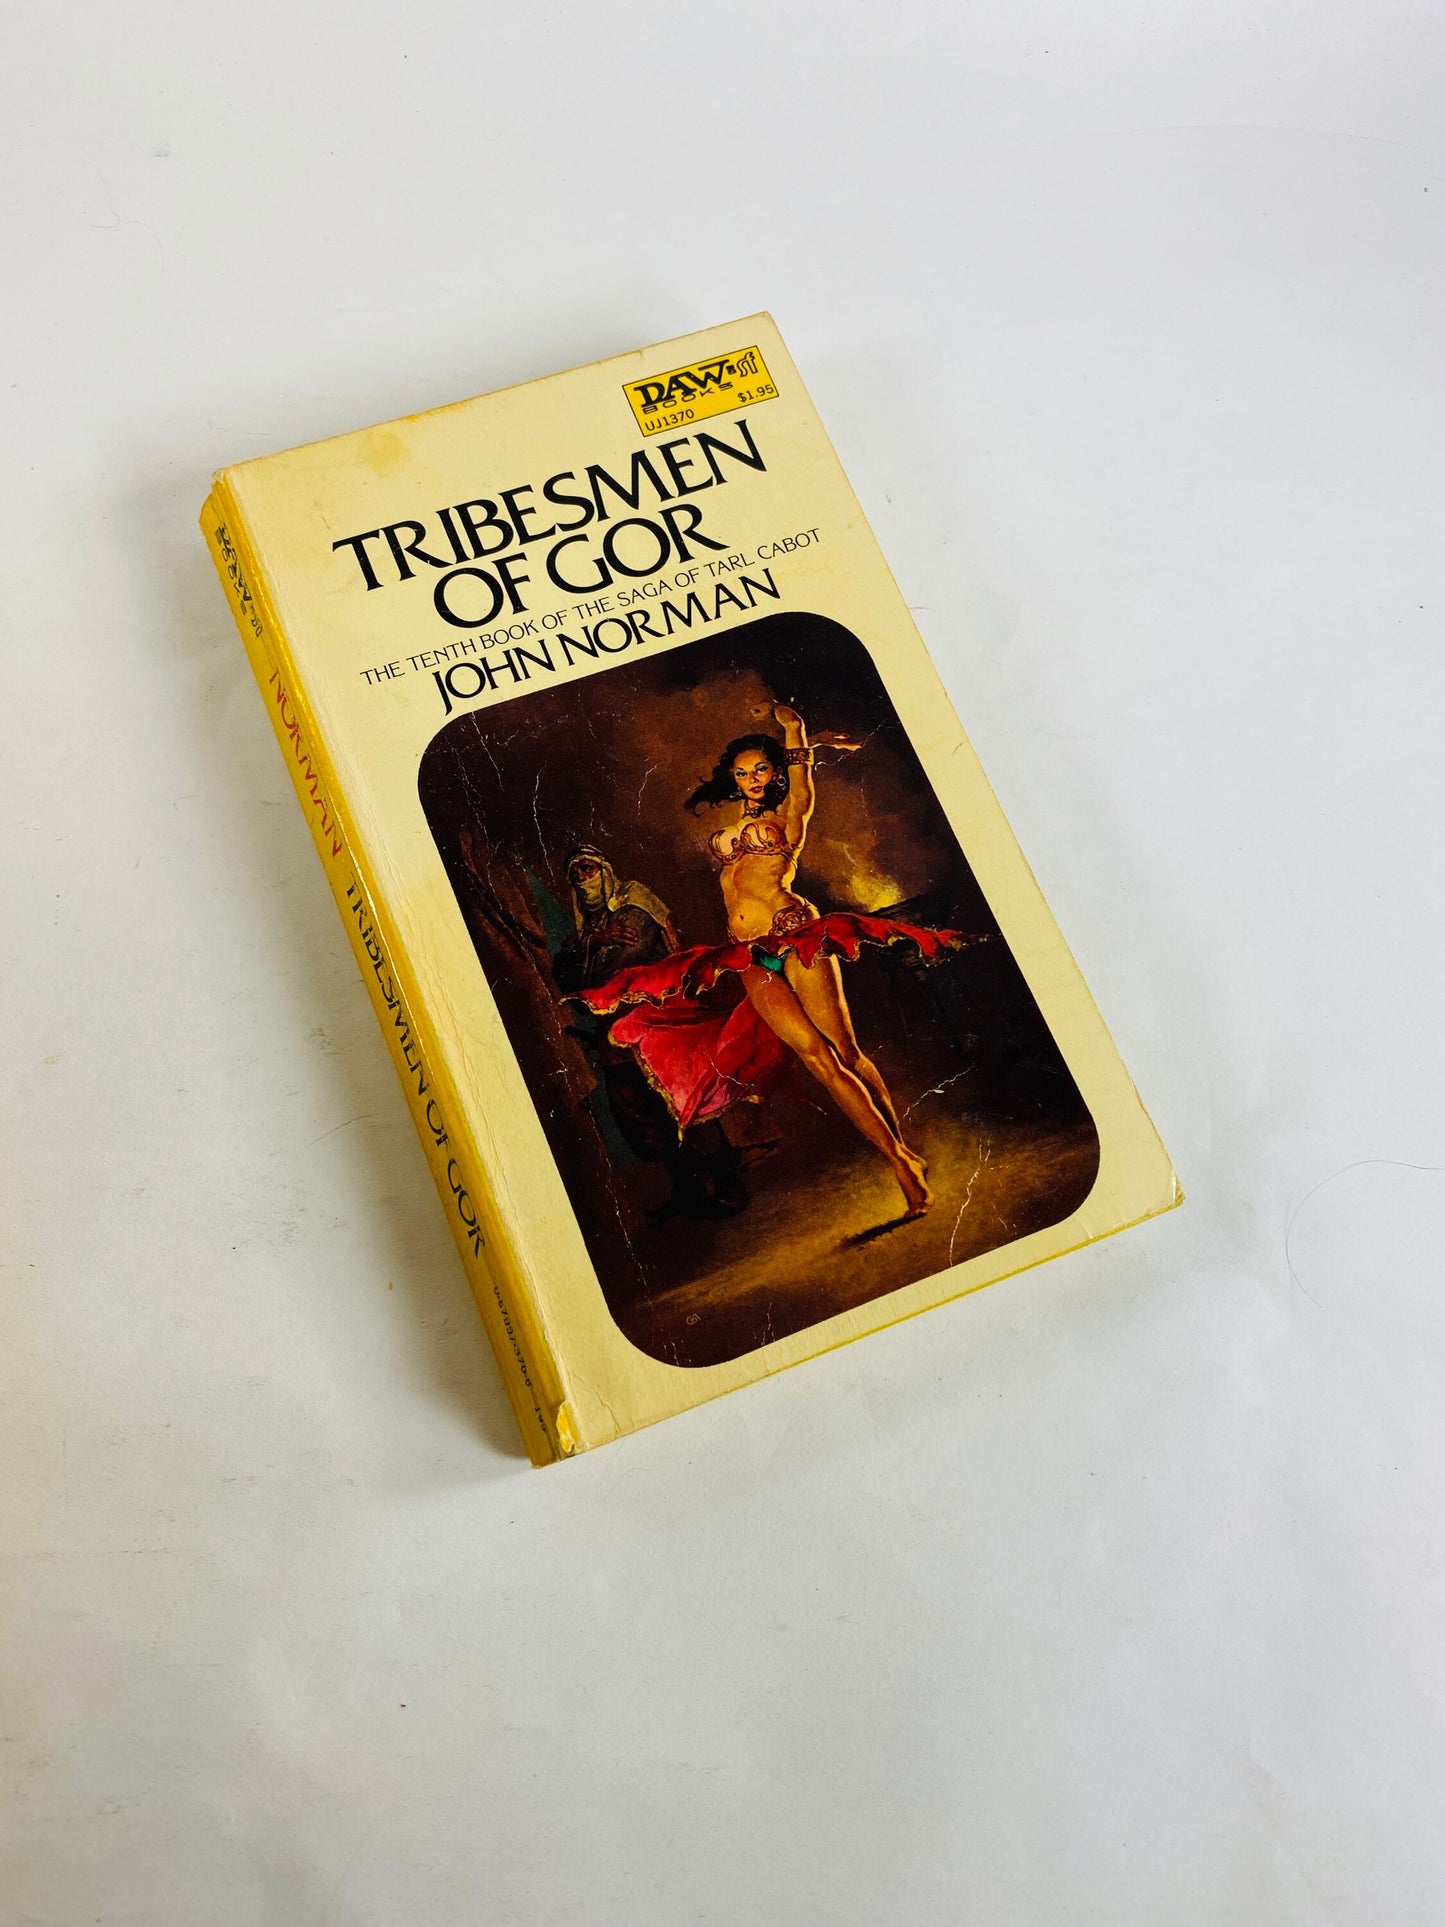 DAW sf
BOOKS
UJ1370 $1.95
TRIBESMEN
OF GOR
THE TENTH BOOK OF THE SAGA OF TARL CABOT
JOHN NORMAN
NORMAN TRIBESMEN OF GOR